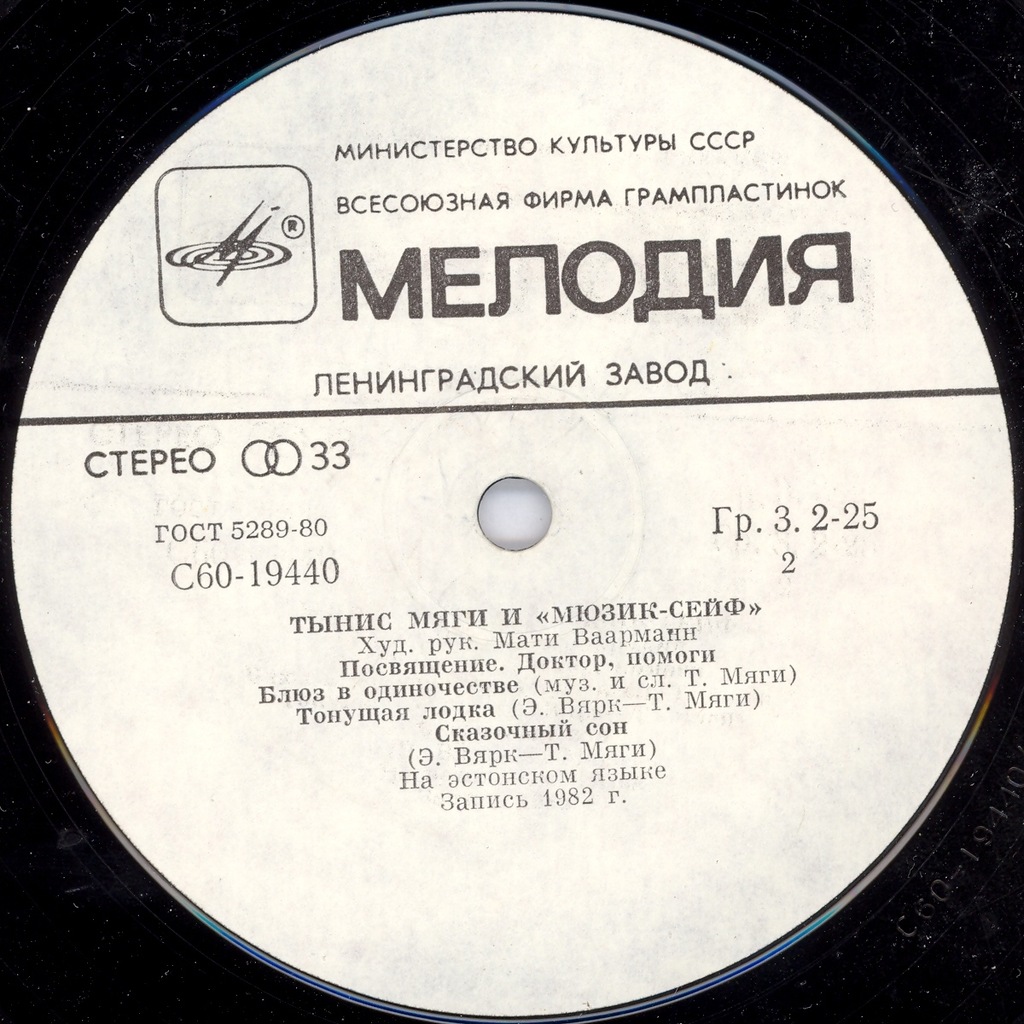 МИНИСТЕРСТВО КУЛЬТУРЫ СССР
ВСЕСОЮЗНАЯ ФИРМА ГРАМПЛАСТИНОК
®
МЕЛОДИЯ
ЛЕНИНГРАДСКИЙ ЗАВОД
СТЕРЕО 33
ГОСТ 5289-80
Гр. 3. 2-25
С60-19440
2
ТЫНИС МЯГИ И «МЮЗИК-СЕЙФ»
Худ. рук. Мати Ваарманн
Посвящение. Доктор, помоги
Блюз в одиночестве (муз. и сл. Т. Мяги)
Тонущая лодка (Э. Вярк—Т. Мяги)
Сказочный сон
(Э. Вярк—Т. Мяги)
На эстонском языке
Запись 1982 г.
С60-19440